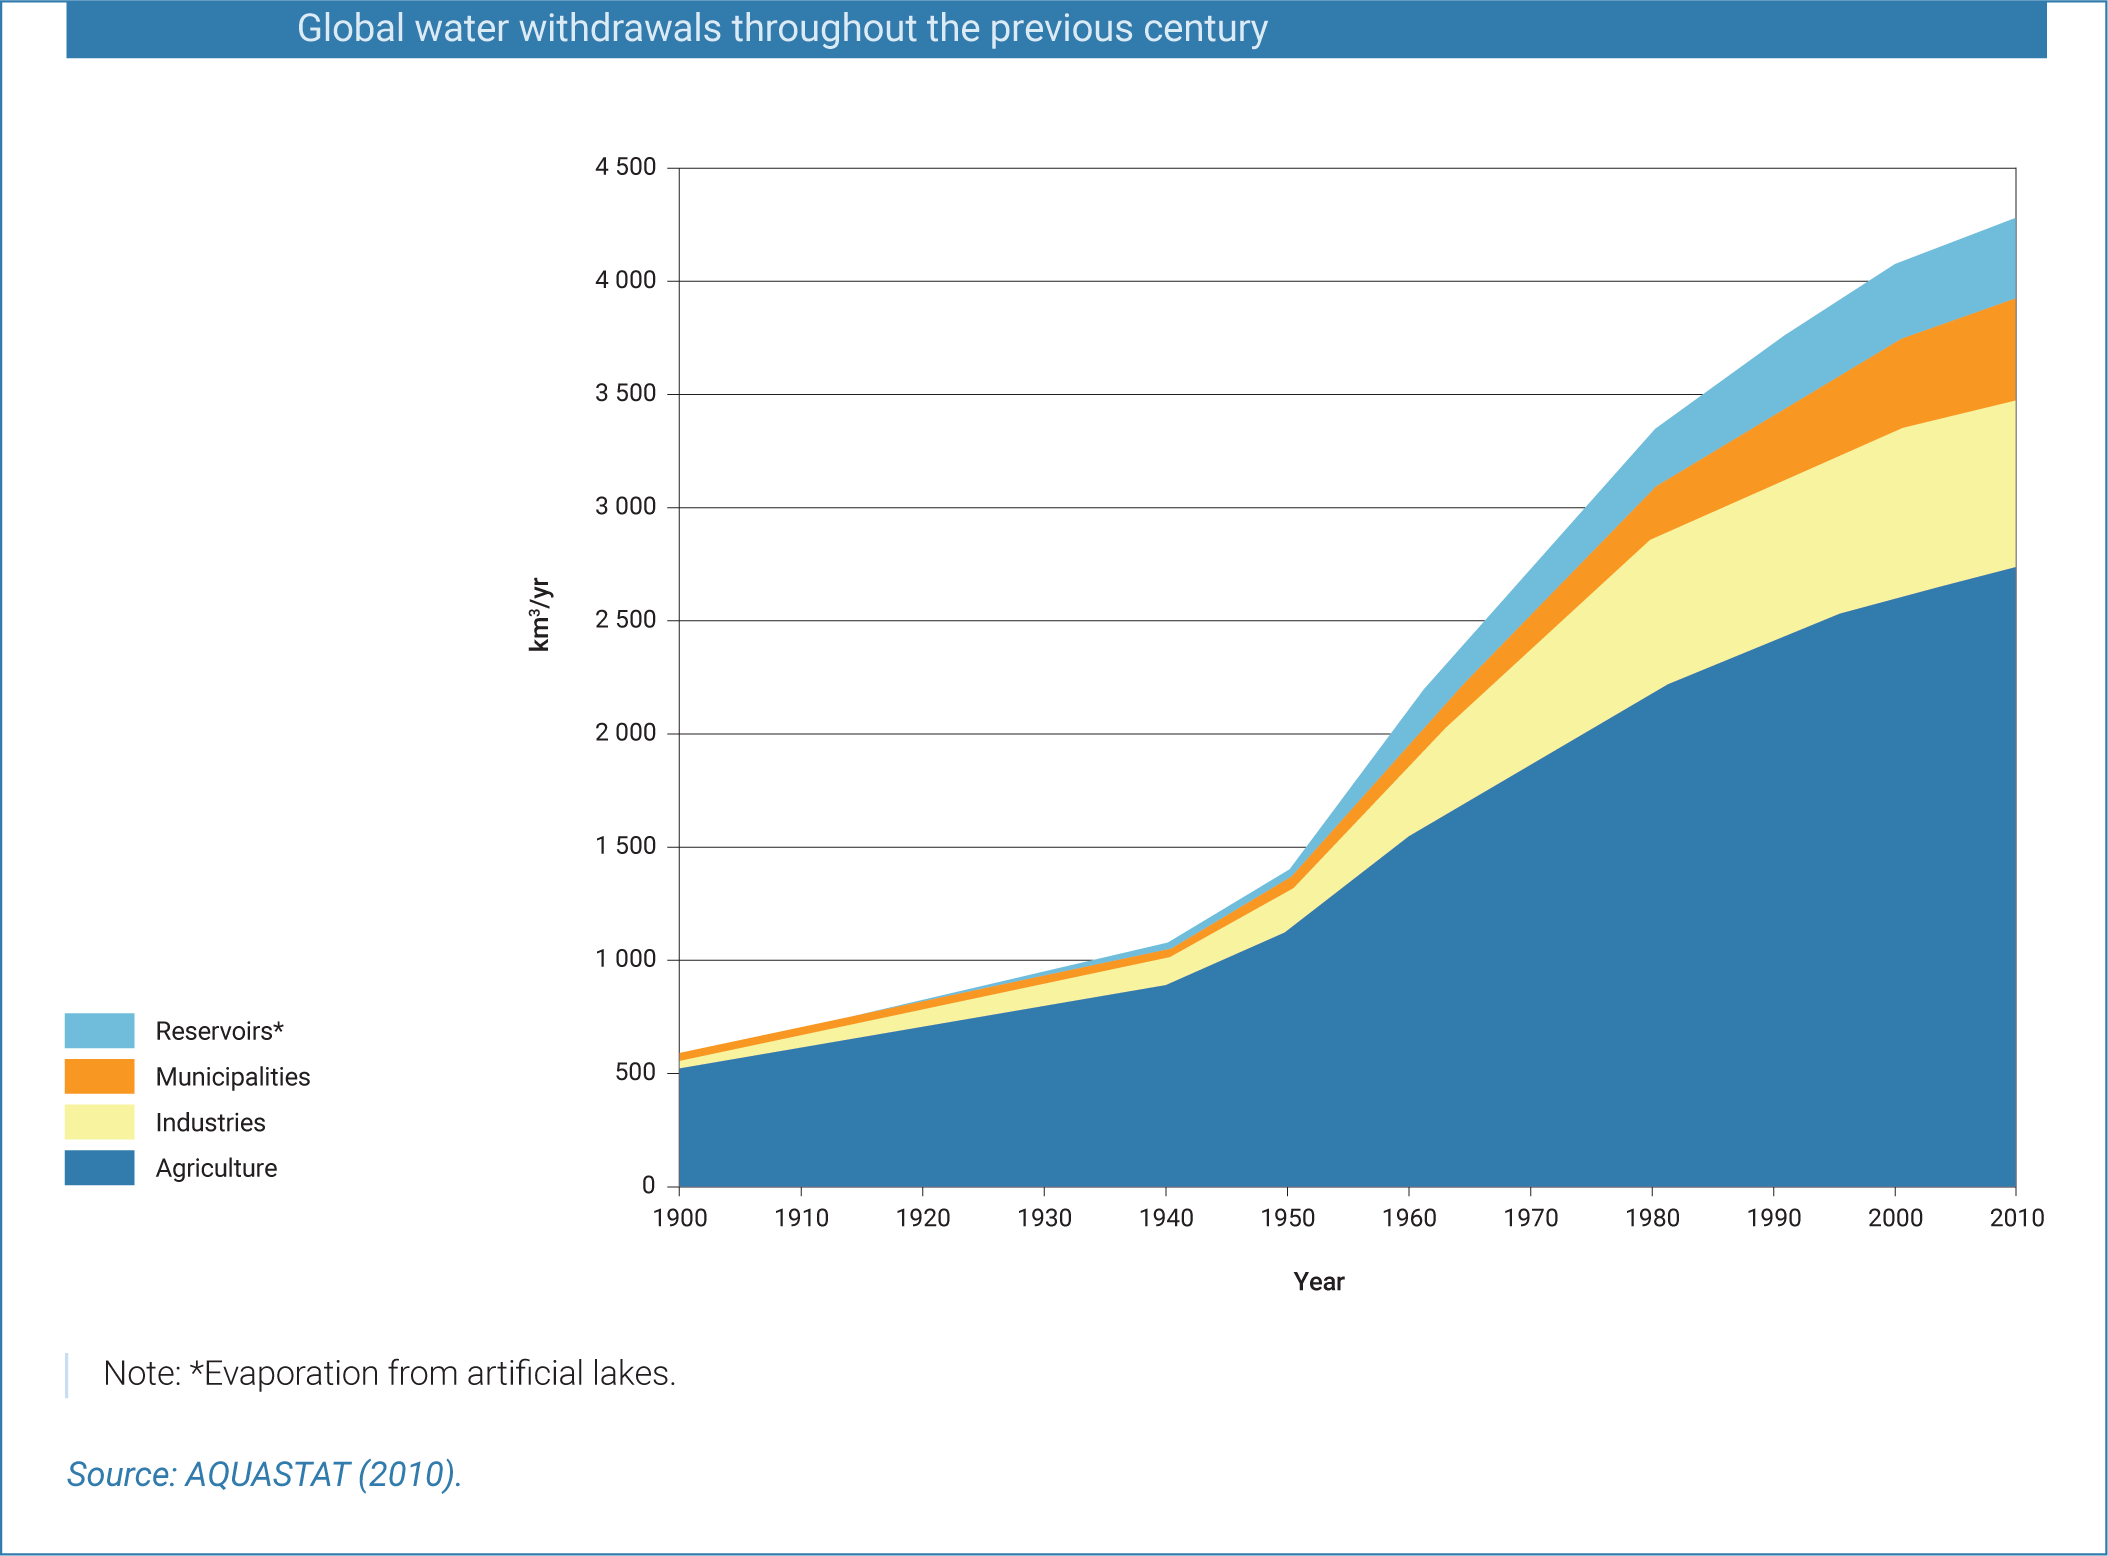 Global water withdrawals throughout the previous century
4 500
4 000
3 500
3 000
2 500
2 000
1 500
1 000
500
0
km³/yr
1900 1910 1920 1930 1940 1950 1960 1970 1980 1990 2000 2010
Year
Reservoirs*
Municipalities
Industries
Agriculture
Note: *Evaporation from artificial lakes.
Source: AQUASTAT (2010).